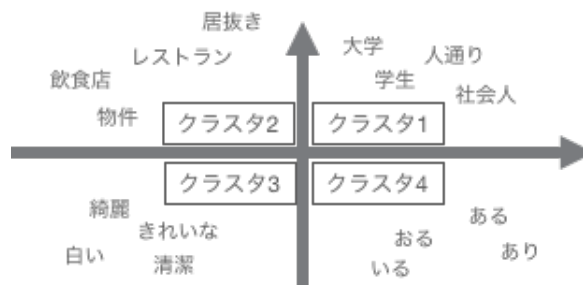 居抜き
レストラン
飲食店
物件
クラスタ2
大学
人通り
学生
社会人
クラスタ1
クラスタ3
綺麗
きれいな
白い
清潔
クラスタ4
ある
おる
あり
いる